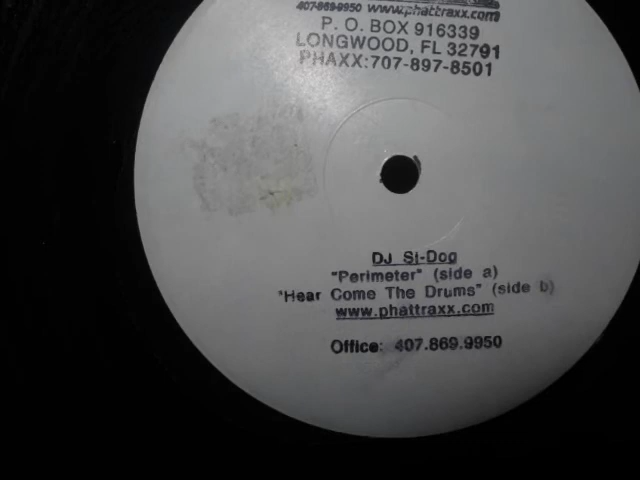 407-869-9950 www.phattraxx.com
P. O. BOX 916339
LONGWOOD, FL 32791
PHAXX:707-897-8501
DJ Si-Dog
"Perimeter" (side a)
"Hear Come The Drums" (side b)
www.phattraxx.com
Office: 407.869.9950